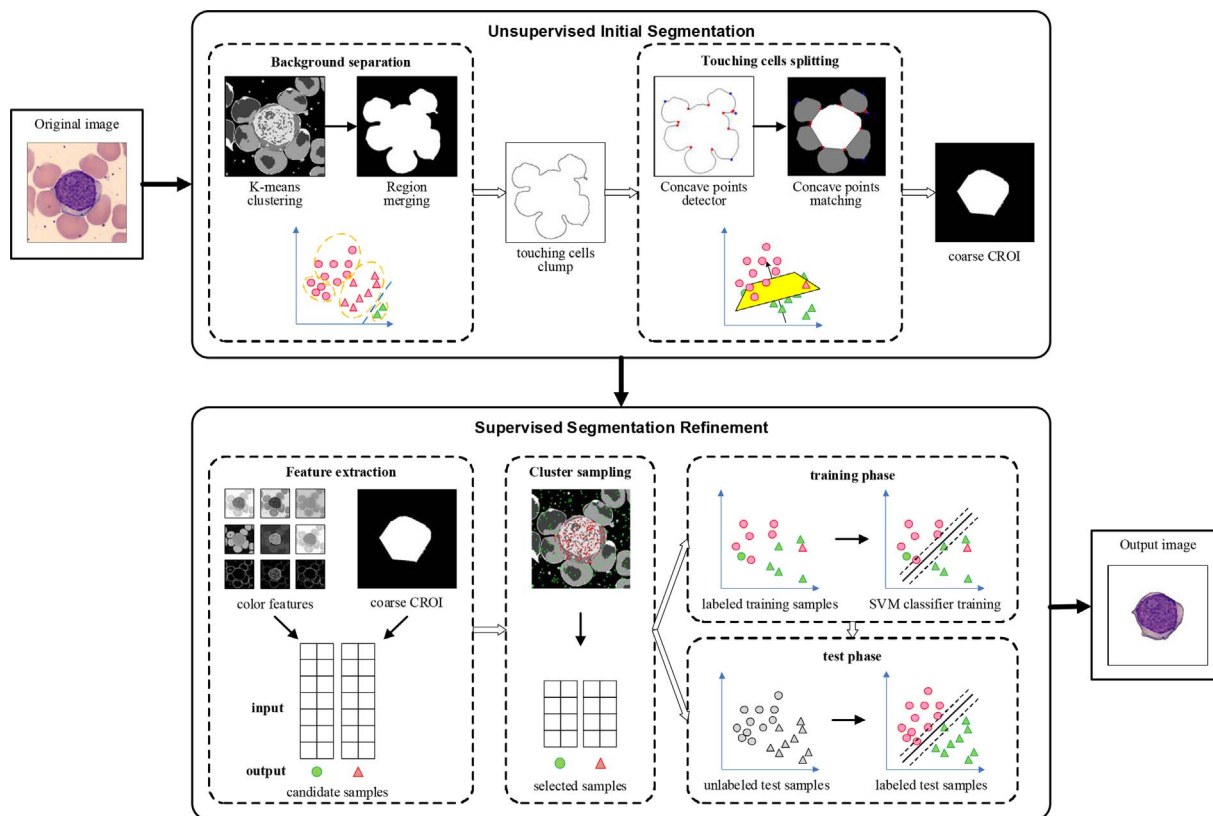 Unsupervised Initial Segmentation
Original image
Background separation
K-means
clustering
Region
merging
touching cells
clump
Touching cells splitting
Concave points
detector
Concave points
matching
coarse CROI
Supervised Segmentation Refinement
Feature extraction
color features
coarse CROI
input
output
candidate samples
Cluster sampling
selected samples
training phase
labeled training samples
SVM classifier training
test phase
unlabeled test samples
labeled test samples
Output image